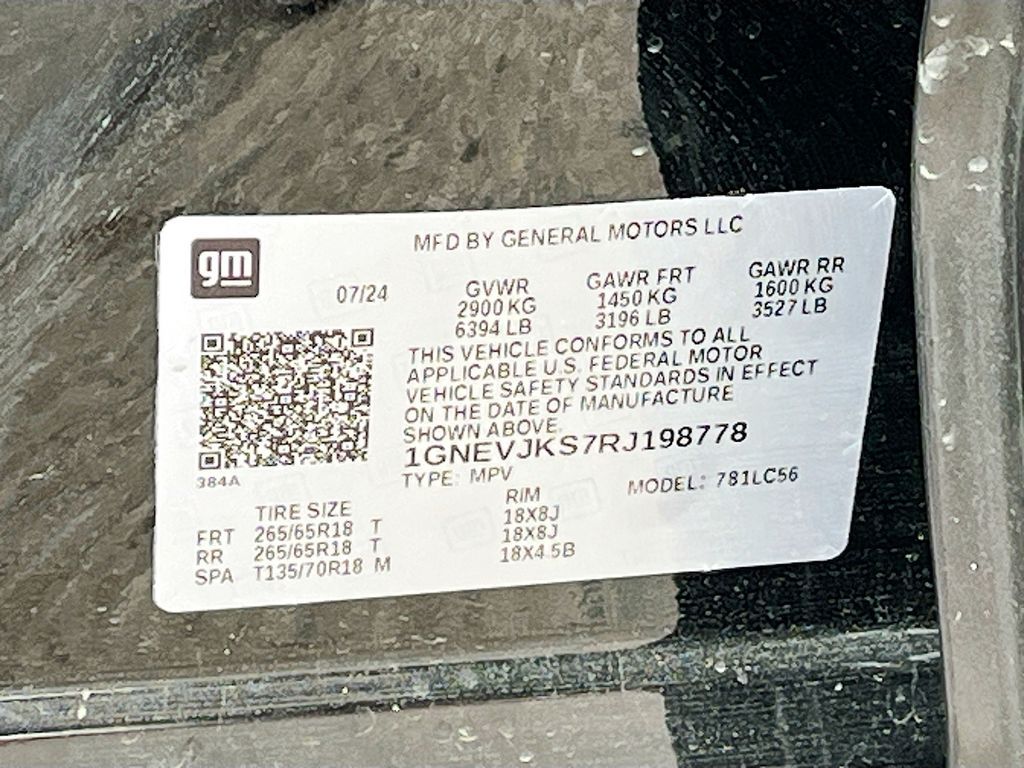 gm
MFD BY GENERAL MOTORS LLC
07/24
GVWR GAWR FRT GAWR RR
2900 KG 1450 KG 1600 KG
6394 LB 3196 LB 3527 LB
THIS VEHICLE CONFORMS TO ALL
APPLICABLE U.S. FEDERAL MOTOR
VEHICLE SAFETY STANDARDS IN EFFECT
ON THE DATE OF MANUFACTURE
SHOWN ABOVE.
1GNEVJKS7RJ198778
384A
TYPE: MPV MODEL: 781LC56
TIRE SIZE RIM
FRT 265/65R18 T 18X8J
RR 265/65R18 T 18X8J
SPA T135/70R18 M 18X4.5B